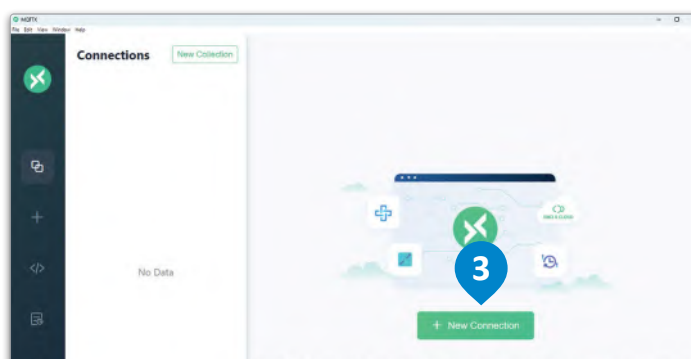 MQTTX
File Edit View Window Help
Connections
New Collection
3
No Data
+ New Connection